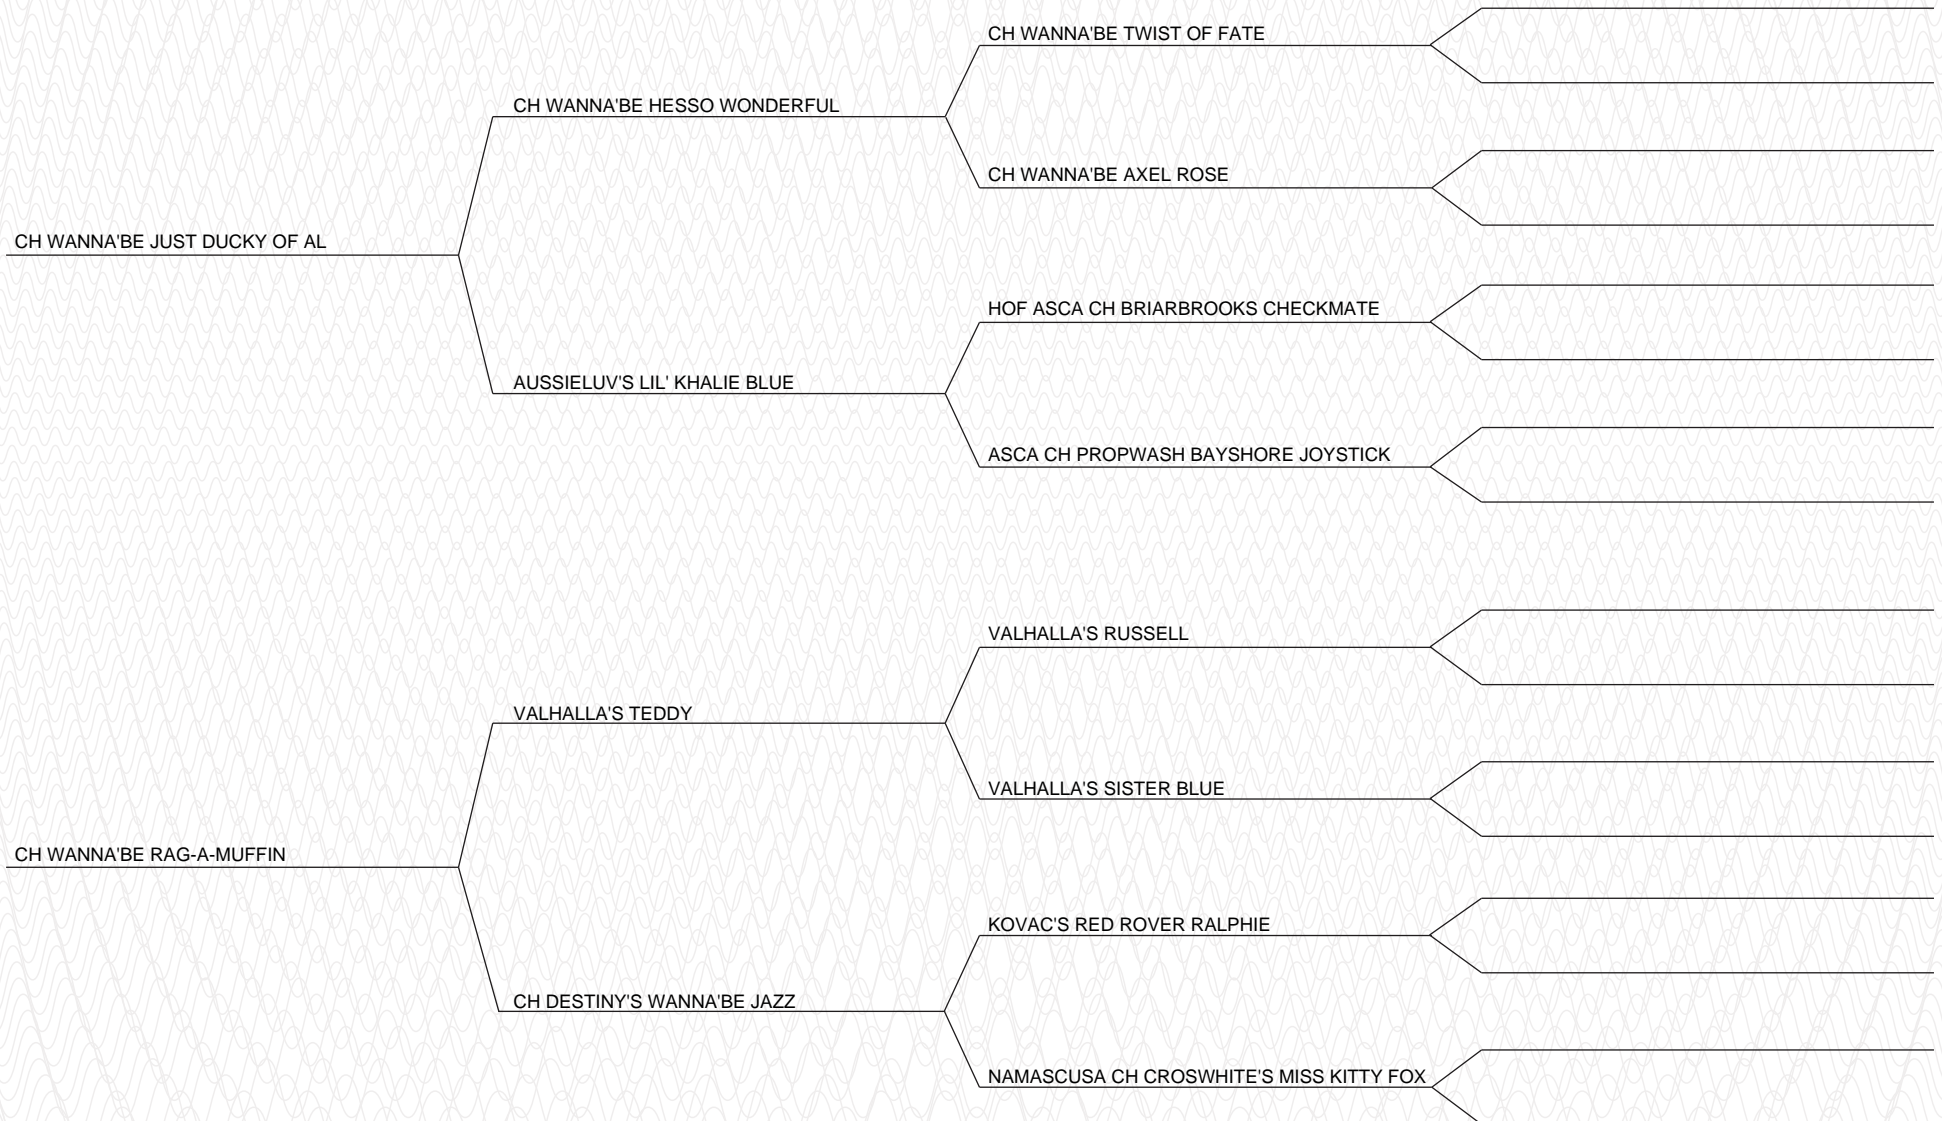 CH WANNA'BE TWIST OF FATE
CH WANNA'BE HESSO WONDERFUL
CH WANNA'BE AXEL ROSE
CH WANNA'BE JUST DUCKY OF AL
HOF ASCA CH BRIARBROOKS CHECKMATE
AUSSIELUV'S LIL' KHALIE BLUE
ASCA CH PROPWASH BAYSHORE JOYSTICK
VALHALLA'S RUSSELL
VALHALLA'S TEDDY
VALHALLA'S SISTER BLUE
CH WANNA'BE RAG-A-MUFFIN
KOVAC'S RED ROVER RALPHIE
CH DESTINY'S WANNA'BE JAZZ
NAMASCUSA CH CROSWHITE'S MISS KITTY FOX